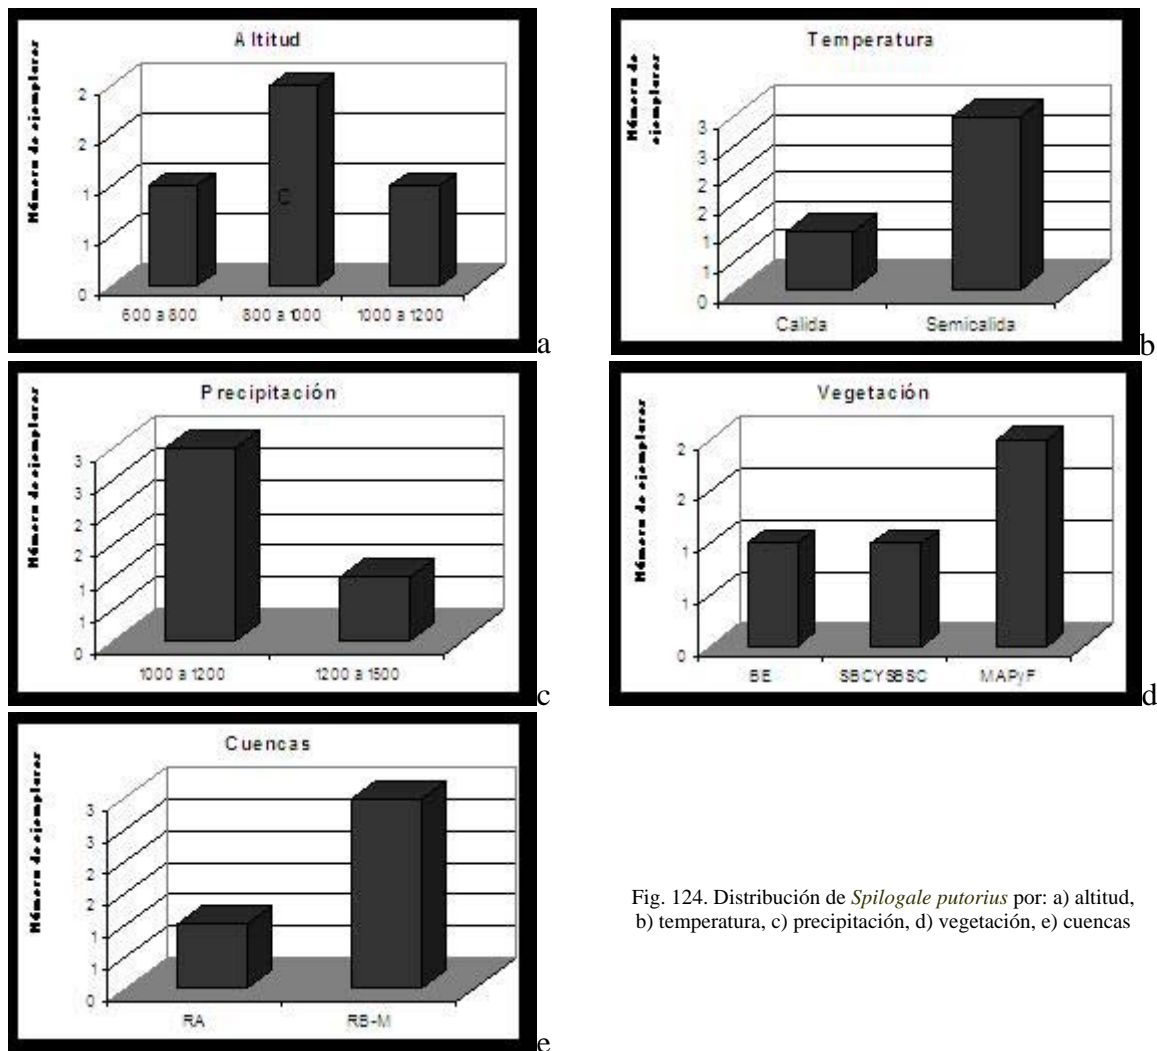 Altitud
Número de ejemplares
2
2
1
1
0
C
600 a 800
800 a 1000
1000 a 1200
a
Temperatura
Número de
ejemplares
3
3
2
2
1
1
0
Calida
Semicalida
b
Precipitación
Número de ejemplares
3
3
2
2
1
1
0
1000 a 1200
1200 a 1500
c
Vegetación
Número de ejemplares
2
2
1
1
0
BE
SBCYSBSC
MAPyF
d
Cuencas
Número de ejemplares
3
3
2
2
1
1
0
RA
RB-M
e
Fig. 124. Distribución de Spilogale putorius por: a) altitud,
b) temperatura, c) precipitación, d) vegetación, e) cuencas